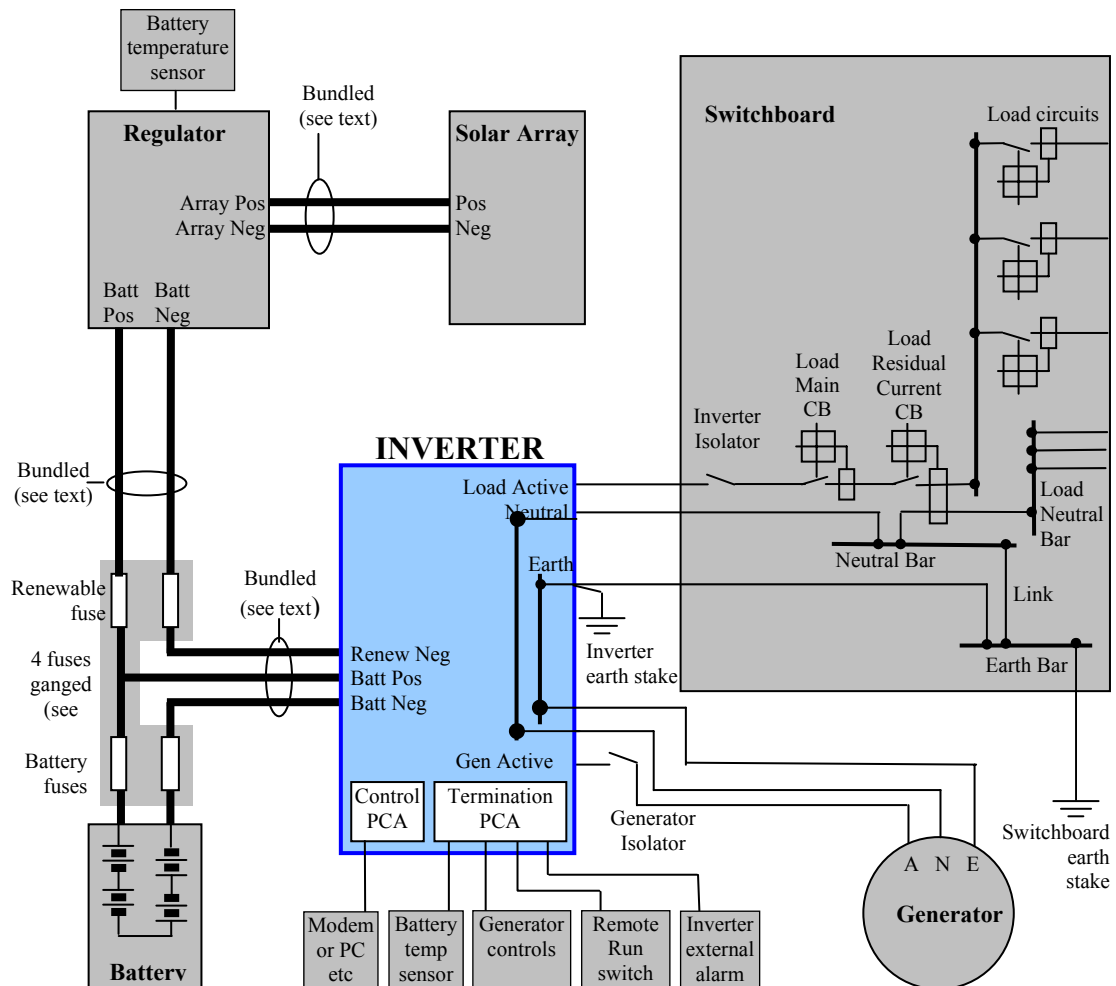 Battery
temperature
sensor
Bundled
(see text)
Regulator
Solar Array
Array Pos
Array Neg
Pos
Neg
Batt
Pos
Batt
Neg
Switchboard
Load circuits
Load
Main
CB
Load
Residual
Current
CB
Inverter
Isolator
Bundled
(see text)
INVERTER
Load Active
Neutral
Earth
Load
Neutral
Bar
Neutral Bar
Link
Earth Bar
Inverter
earth stake
Renewable
fuse
Bundled
(see text)
4 fuses
ganged
(see
Renew Neg
Batt Pos
Batt Neg
Battery
fuses
Gen Active
Control
PCA
Termination
PCA
Generator
Isolator
Switchboard
earth
stake
A N E
Generator
Battery
Modem
or PC
etc
Battery
temp
sensor
Generator
controls
Remote
Run
switch
Inverter
external
alarm